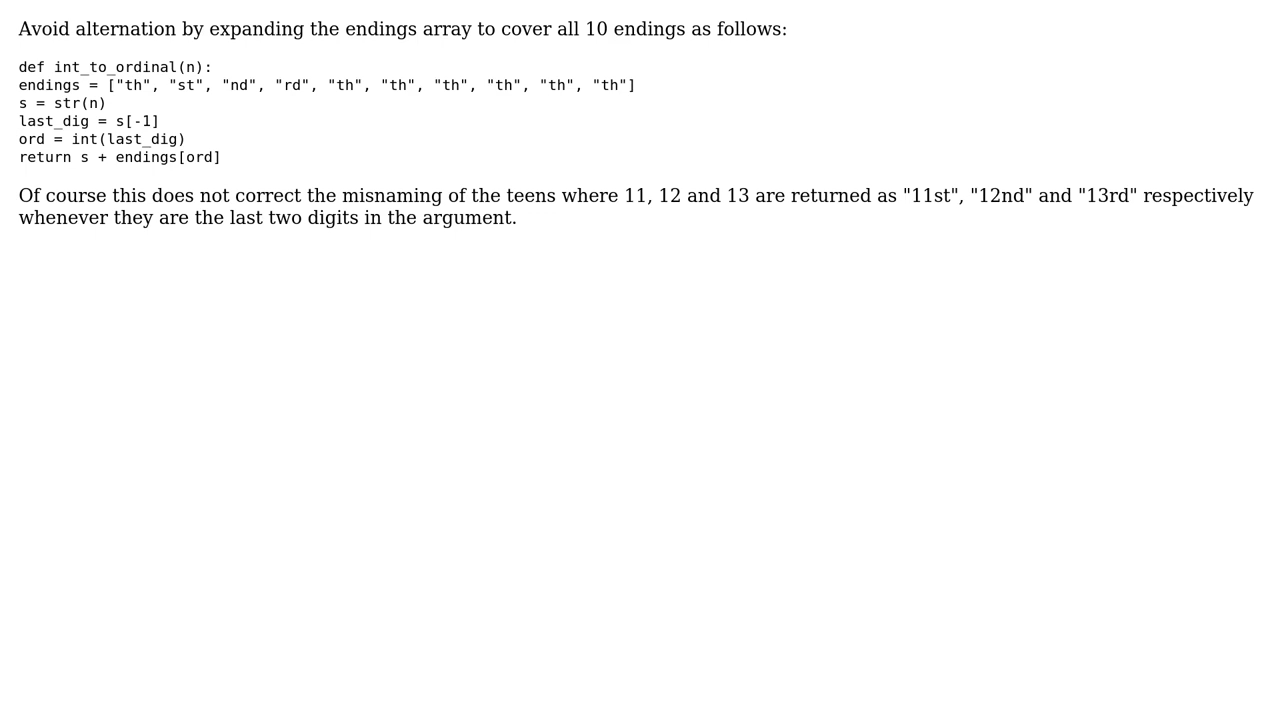 Avoid alternation by expanding the endings array to cover all 10 endings as follows:
def int_to_ordinal(n):
endings = ["th", "st", "nd", "rd", "th", "th", "th", "th", "th", "th"]
s = str(n)
last_dig = s[-1]
ord = int(last_dig)
return s + endings[ord]
Of course this does not correct the misnaming of the teens where 11, 12 and 13 are returned as "11st", "12nd" and "13rd" respectively
whenever they are the last two digits in the argument.